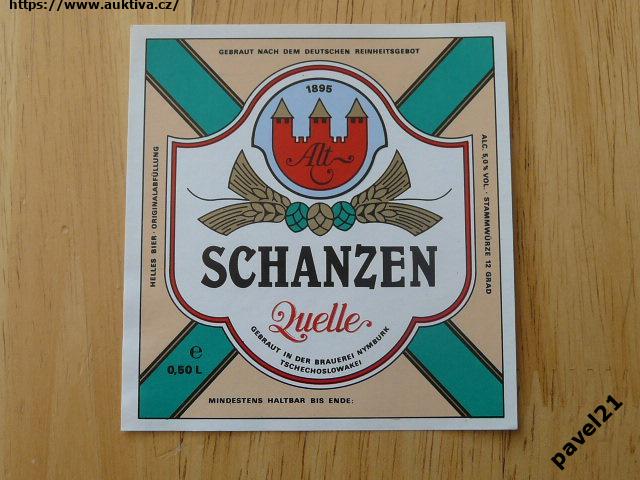 https://www.auktiva.cz/
GEBRAUT NACH DEM DEUTSCHEN REINHEITSGEBOT
1895
Alt
HELLES BIER · ORIGINALABFÜLLUNG
ALC. 5,0% VOL. · STAMMWÜRZE 12 GRAD
SCHANZEN
Quelle
GEBRAUT IN DER BRAUEREI NYMBURK
TSCHECHOSLOWAKEI
e
0,50 L
MINDESTENS HALTBAR BIS ENDE:
pavel21